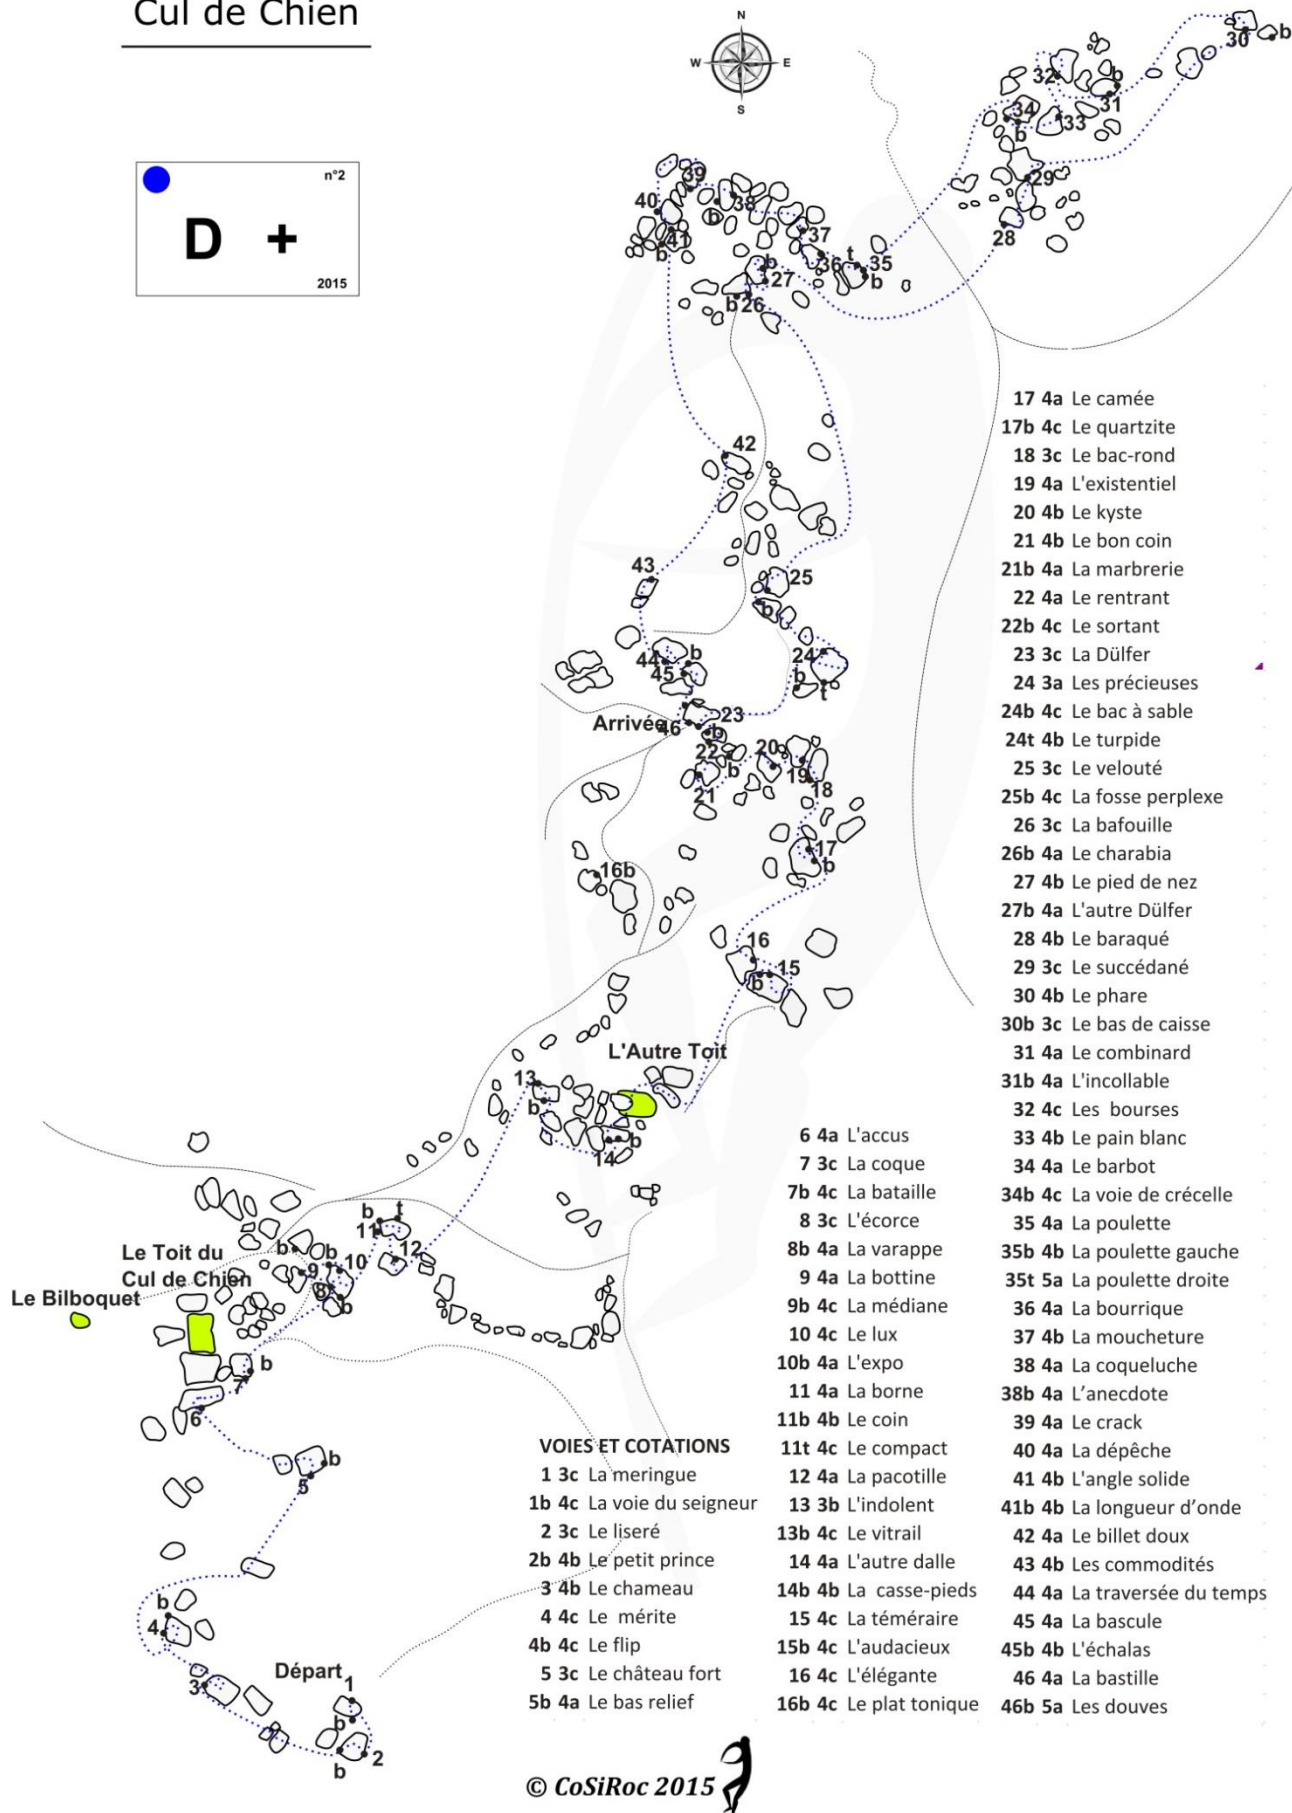 Cul de Chien
N
W
E
S
n°2
D +
2015
30
b
32
b
31
34
b
33
29
28
39
40
38
b
41
b
37
36
t
35
b
b
27
b
26
42
25
b
43
44
b
45
24
b
t
Arrivée
46
23
b
22
b
20
19
18
21
17
b
16b
16
15
b
L'Autre Toit
13
b
14
b
b
t
11
12
b
b
9
10
8
b
Le Toit du
Cul de Chien
Le Bilboquet
b
7
6
b
5
b
4
3
Départ
1
b
2
b
VOIES ET COTATIONS
1 3c La meringue
1b 4c La voie du seigneur
2 3c Le liseré
2b 4b Le petit prince
3 4b Le chameau
4 4c Le mérite
4b 4c Le flip
5 3c Le château fort
5b 4a Le bas relief
6 4a L'accus
7 3c La coque
7b 4c La bataille
8 3c L'écorce
8b 4a La varappe
9 4a La bottine
9b 4c La médiane
10 4c Le lux
10b 4a L'expo
11 4a La borne
11b 4b Le coin
11t 4c Le compact
12 4a La pacotille
13 3b L'indolent
13b 4c Le vitrail
14 4a L'autre dalle
14b 4b La casse-pieds
15 4c La téméraire
15b 4c L'audacieux
16 4c L'élégante
16b 4c Le plat tonique
17 4a Le camée
17b 4c Le quartzite
18 3c Le bac-rond
19 4a L'existentiel
20 4b Le kyste
21 4b Le bon coin
21b 4a La marbrerie
22 4a Le rentrant
22b 4c Le sortant
23 3c La Dülfer
24 3a Les précieuses
24b 4c Le bac à sable
24t 4b Le turpide
25 3c Le velouté
25b 4c La fosse perplexe
26 3c La bafouille
26b 4a Le charabia
27 4b Le pied de nez
27b 4a L'autre Dülfer
28 4b Le baraqué
29 3c Le succédané
30 4b Le phare
30b 3c Le bas de caisse
31 4a Le combinard
31b 4a L'incollable
32 4c Les bourses
33 4b Le pain blanc
34 4a Le barbot
34b 4c La voie de crécelle
35 4a La poulette
35b 4b La poulette gauche
35t 5a La poulette droite
36 4a La bourrique
37 4b La moucheture
38 4a La coqueluche
38b 4a L’anecdote
39 4a Le crack
40 4a La dépêche
41 4b L'angle solide
41b 4b La longueur d’onde
42 4a Le billet doux
43 4b Les commodités
44 4a La traversée du temps
45 4a La bascule
45b 4b L'échalas
46 4a La bastille
46b 5a Les douves
© CoSiRoc 2015